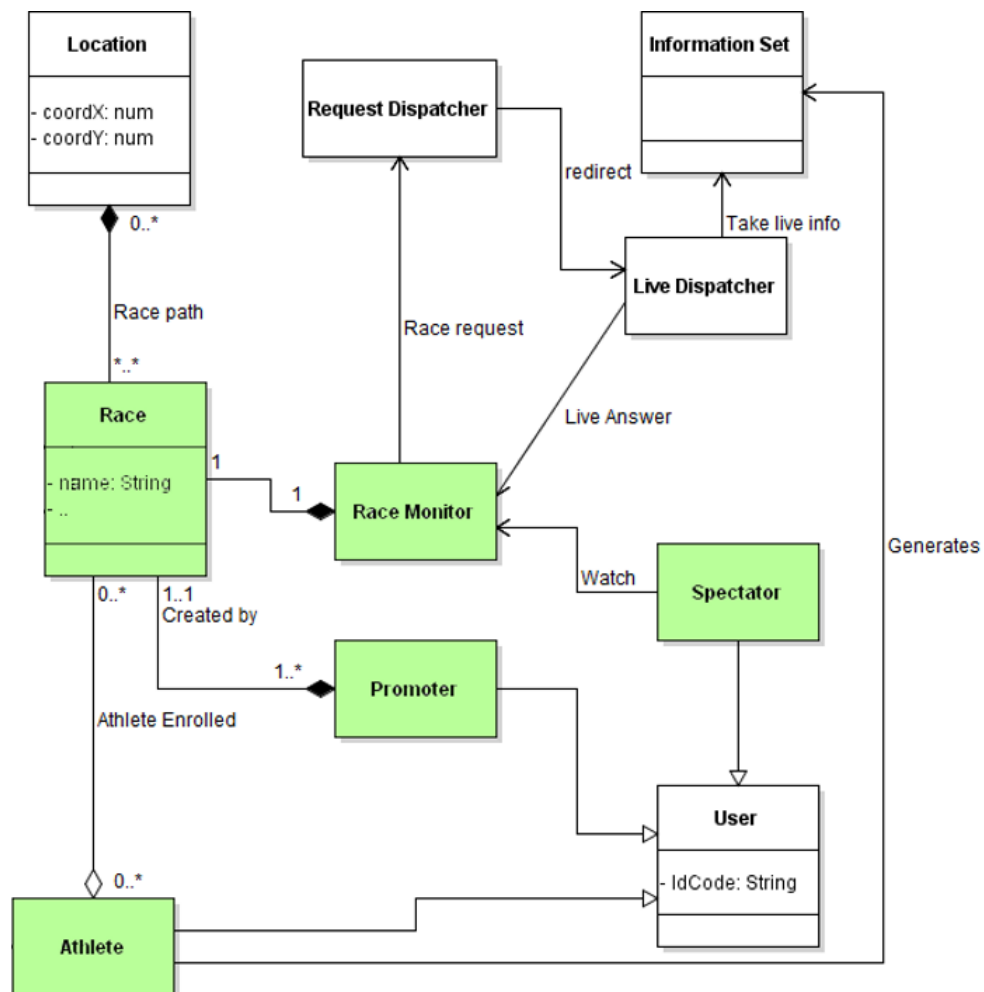 Location
- coordX: num
- coordY: num
0..*
Race path
*..*
Request Dispatcher
Information Set
redirect
Take live info
Live Dispatcher
Race request
Live Answer
Race
- name: String
- ..
1
1
Race Monitor
Watch
Spectator
Generates
0..*
1..1
Created by
1..*
Promoter
Athlete Enrolled
User
- IdCode: String
0..*
Athlete